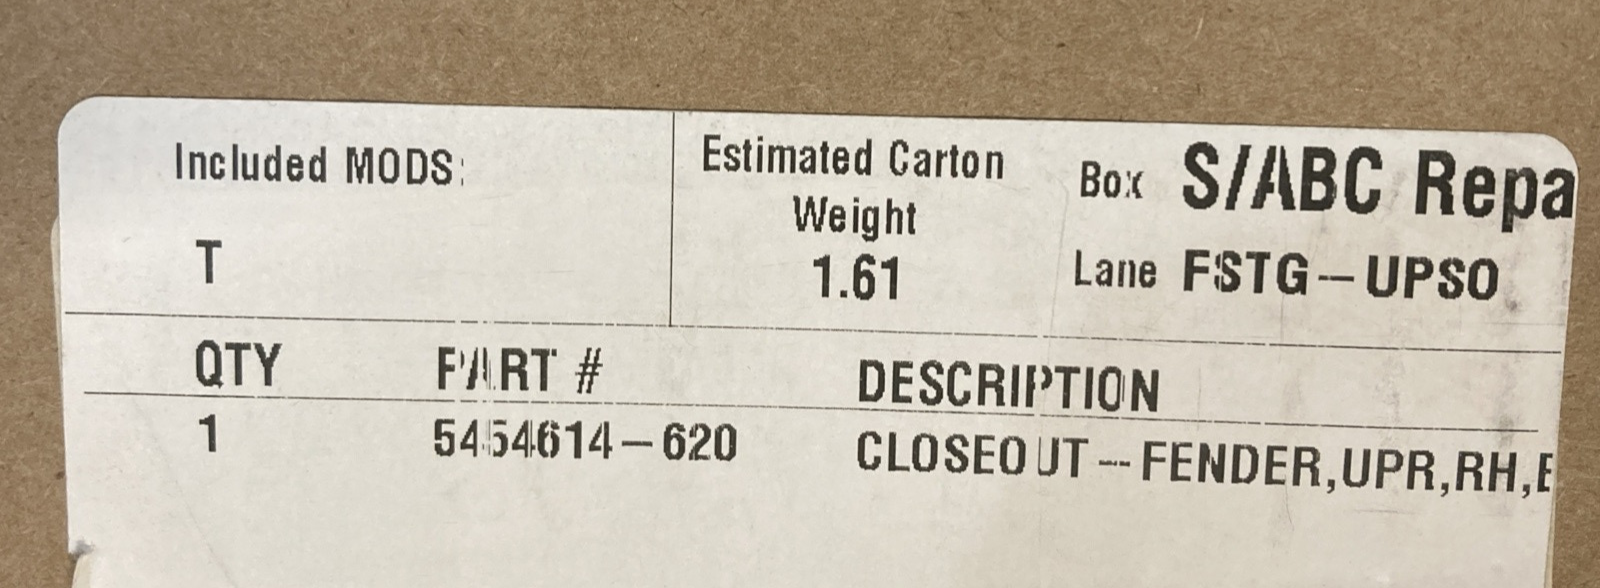 Included MODS:
T
Estimated Carton
Weight
1.61
Box S/ABC Repa
Lane FSTG-UPSO
QTY PART # DESCRIPTION
1 5454614-620 CLOSEOUT-FENDER,UPR,RH,E